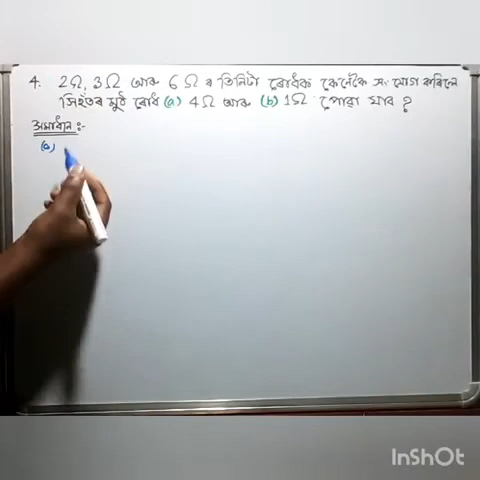 4. 2Ω, 3Ω আৰু 6Ω ৰ তিনিটা ৰোধক কেনেকৈ সংযোগ কৰিলে
সিহঁতৰ মুঠ ৰোধ (a) 4Ω আৰু (b) 1Ω পোৱা যাব ?
সমাধান :-
(a)
InShOt